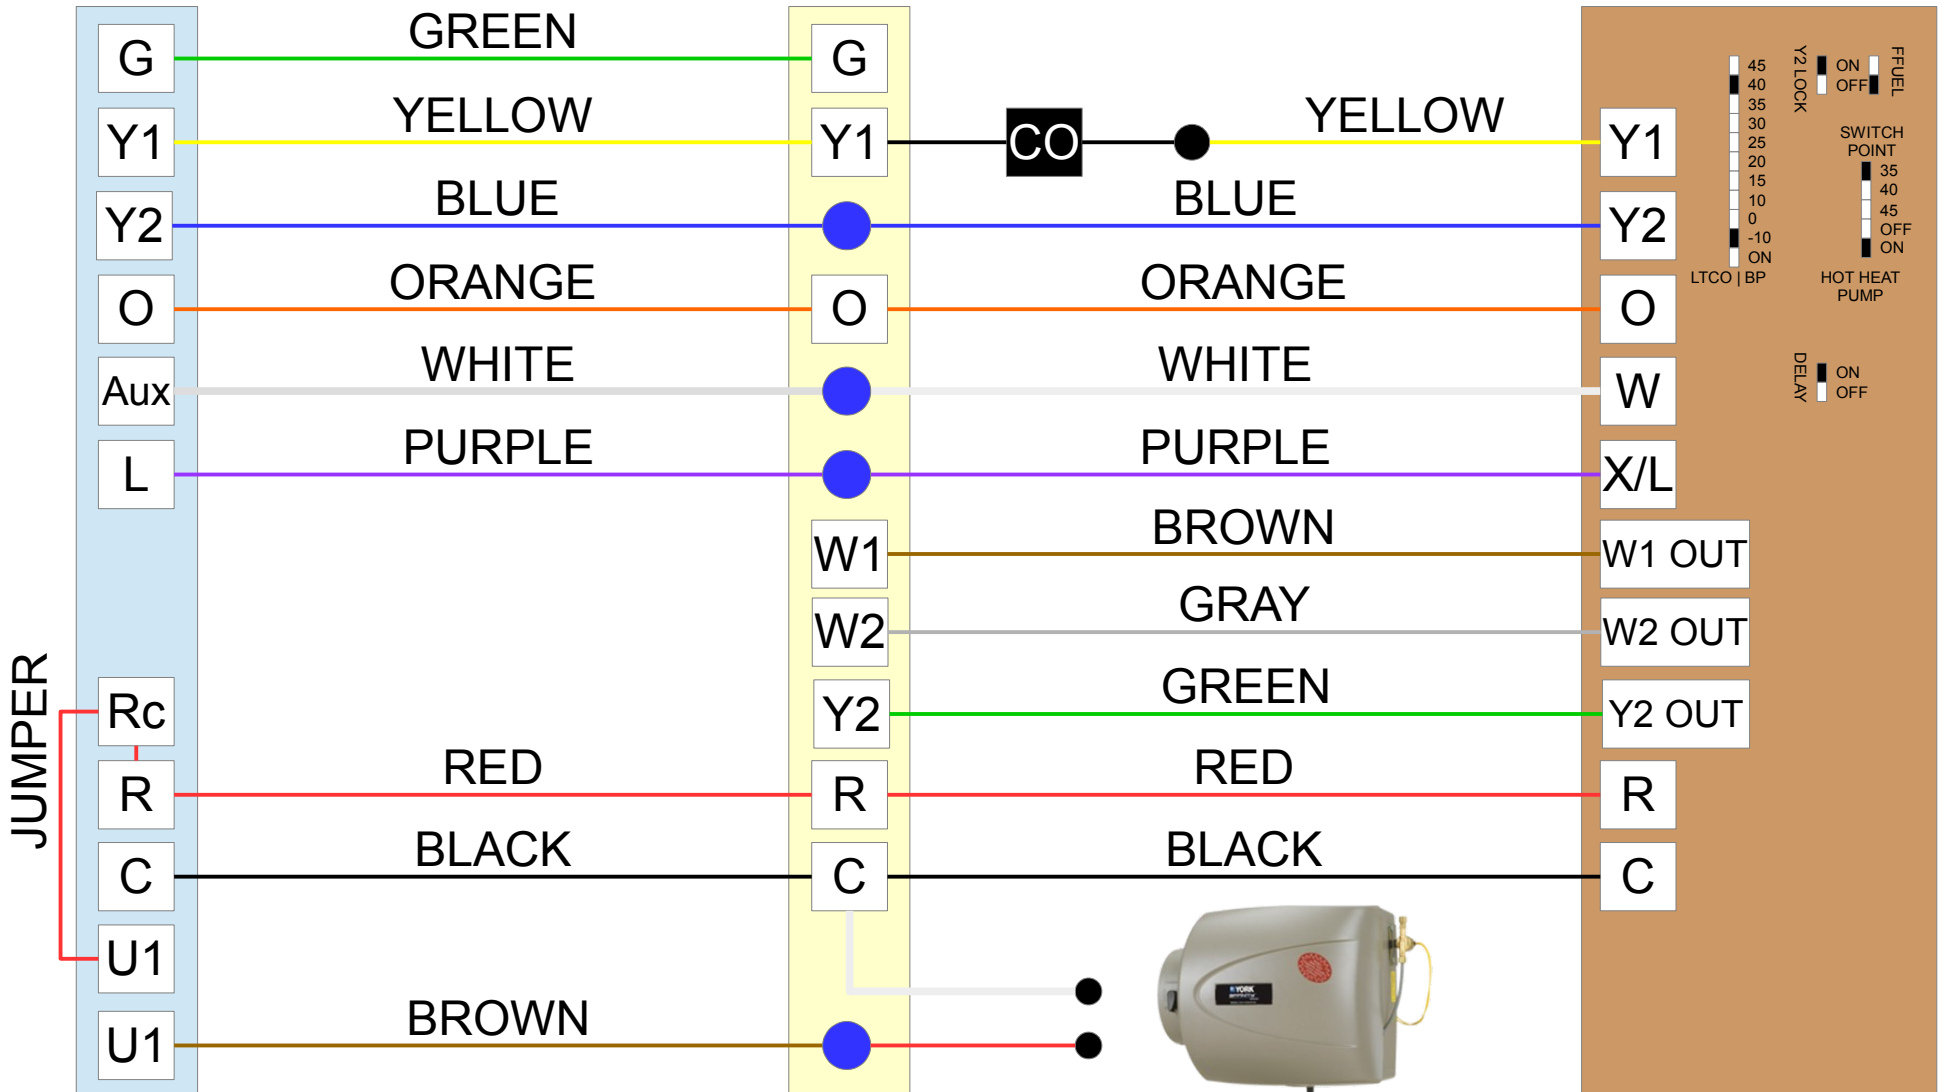 GREEN
G
G
YELLOW
YELLOW
Y1
Y1
CO
Y1
BLUE
BLUE
Y2
Y2
ORANGE
ORANGE
O
O
O
WHITE
WHITE
Aux
W
PURPLE
PURPLE
L
X/L
BROWN
W1
W1 OUT
GRAY
W2
W2 OUT
GREEN
Rc
Y2
Y2 OUT
JUMPER
RED
RED
R
R
R
BLACK
BLACK
C
C
C
U1
BROWN
U1
YORK
45
40
35
30
25
20
15
10
0
-10
ON
LTCO | BP
Y2 LOCK
ON
OFF
FFUEL
SWITCH
POINT
35
40
45
OFF
ON
HOT HEAT
PUMP
DELAY
ON
OFF